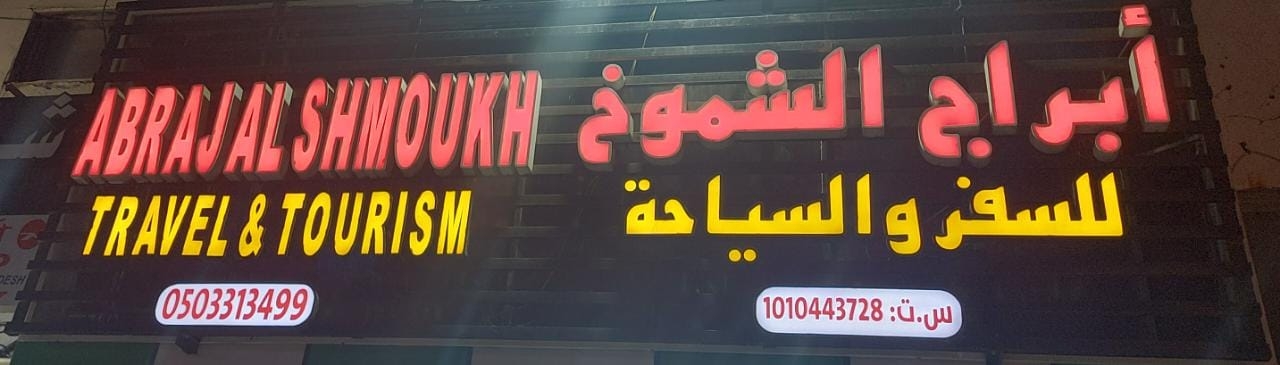 أبراج الشموخ
للسفر والسياحة
س.ت: 1010443728
ABRAJ AL SHMOUKH
TRAVEL & TOURISM
0503313499